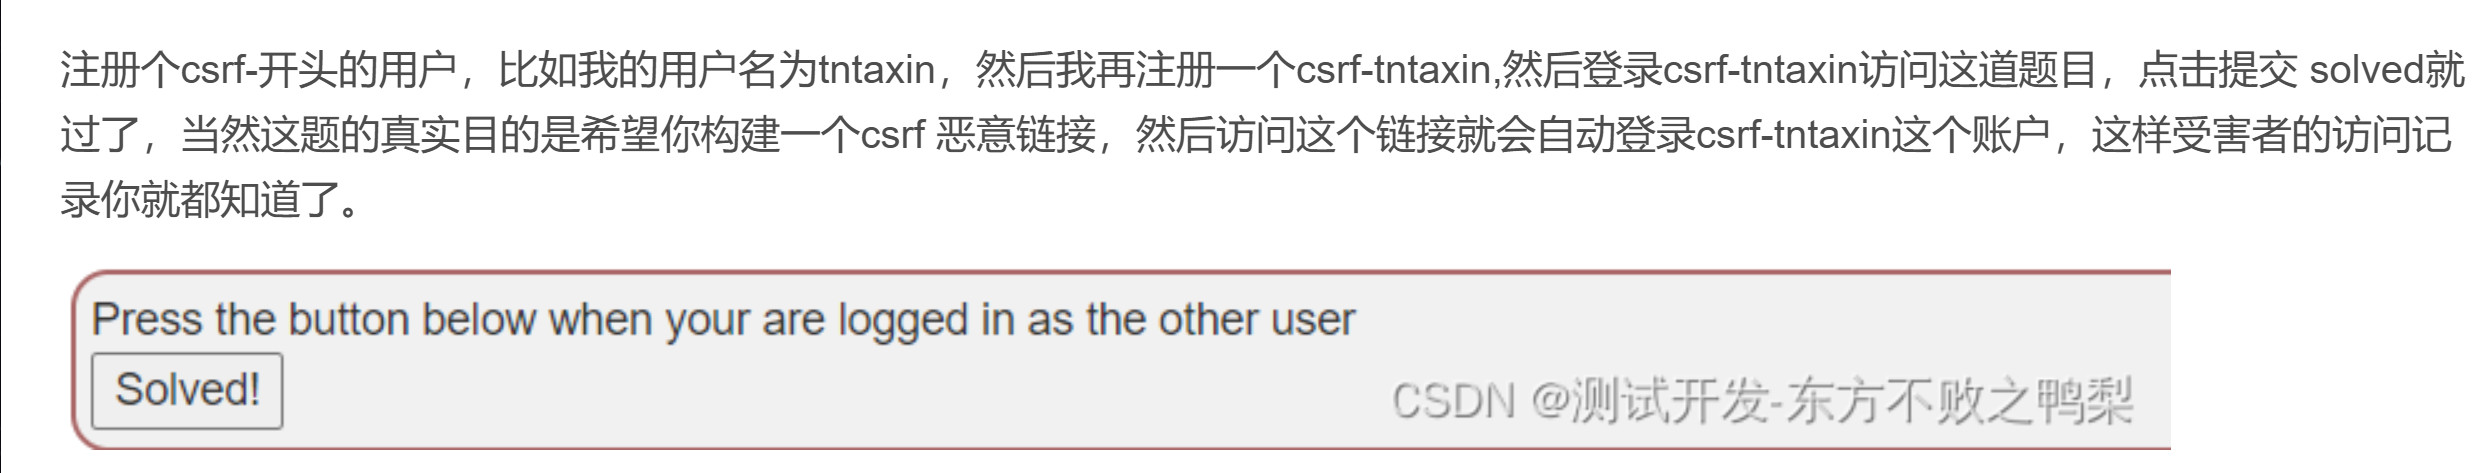 注册个csrf-开头的用户，比如我的用户名为tntaxin，然后我再注册一个csrf-tntaxin,然后登录csrf-tntaxin访问这道题目，点击提交 solved就
过了，当然这题的真实目的是希望你构建一个csrf 恶意链接，然后访问这个链接就会自动登录csrf-tntaxin这个账户，这样受害者的访问记
录你就都知道了。
Press the button below when your are logged in as the other user
Solved!
CSDN @测试开发-东方不败之鸭梨